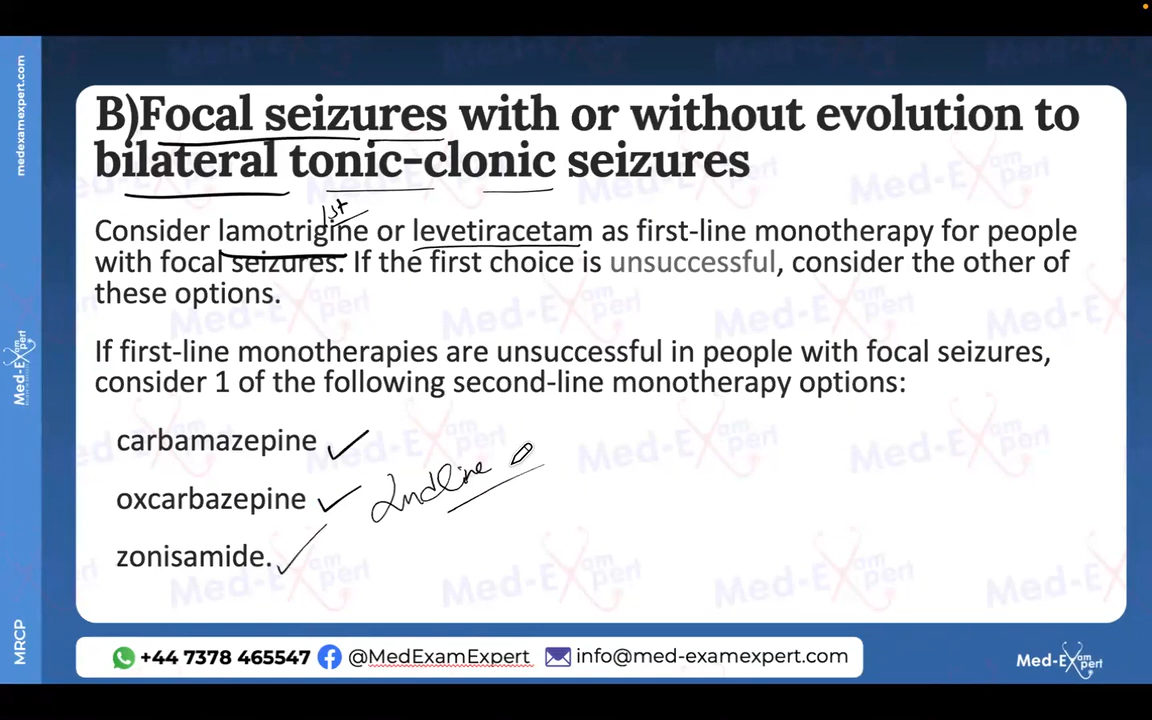 medexamexpert.com
B)Focal seizures with or without evolution to
bilateral tonic-clonic seizures
1st
Consider lamotrigine or levetiracetam as first-line monotherapy for people
with focal seizures. If the first choice is unsuccessful, consider the other of
these options.
If first-line monotherapies are unsuccessful in people with focal seizures,
consider 1 of the following second-line monotherapy options:
carbamazepine
oxcarbazepine
2nd line
zonisamide.
Med-Exam Expert
MRCP
+44 7378 465547 @MedExamExpert info@med-examexpert.com
Med-Exam Expert